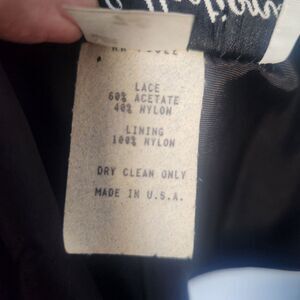 LACE
60% ACETATE
40% NYLON
LINING
100% NYLON
DRY CLEAN ONLY
MADE IN U.S.A.